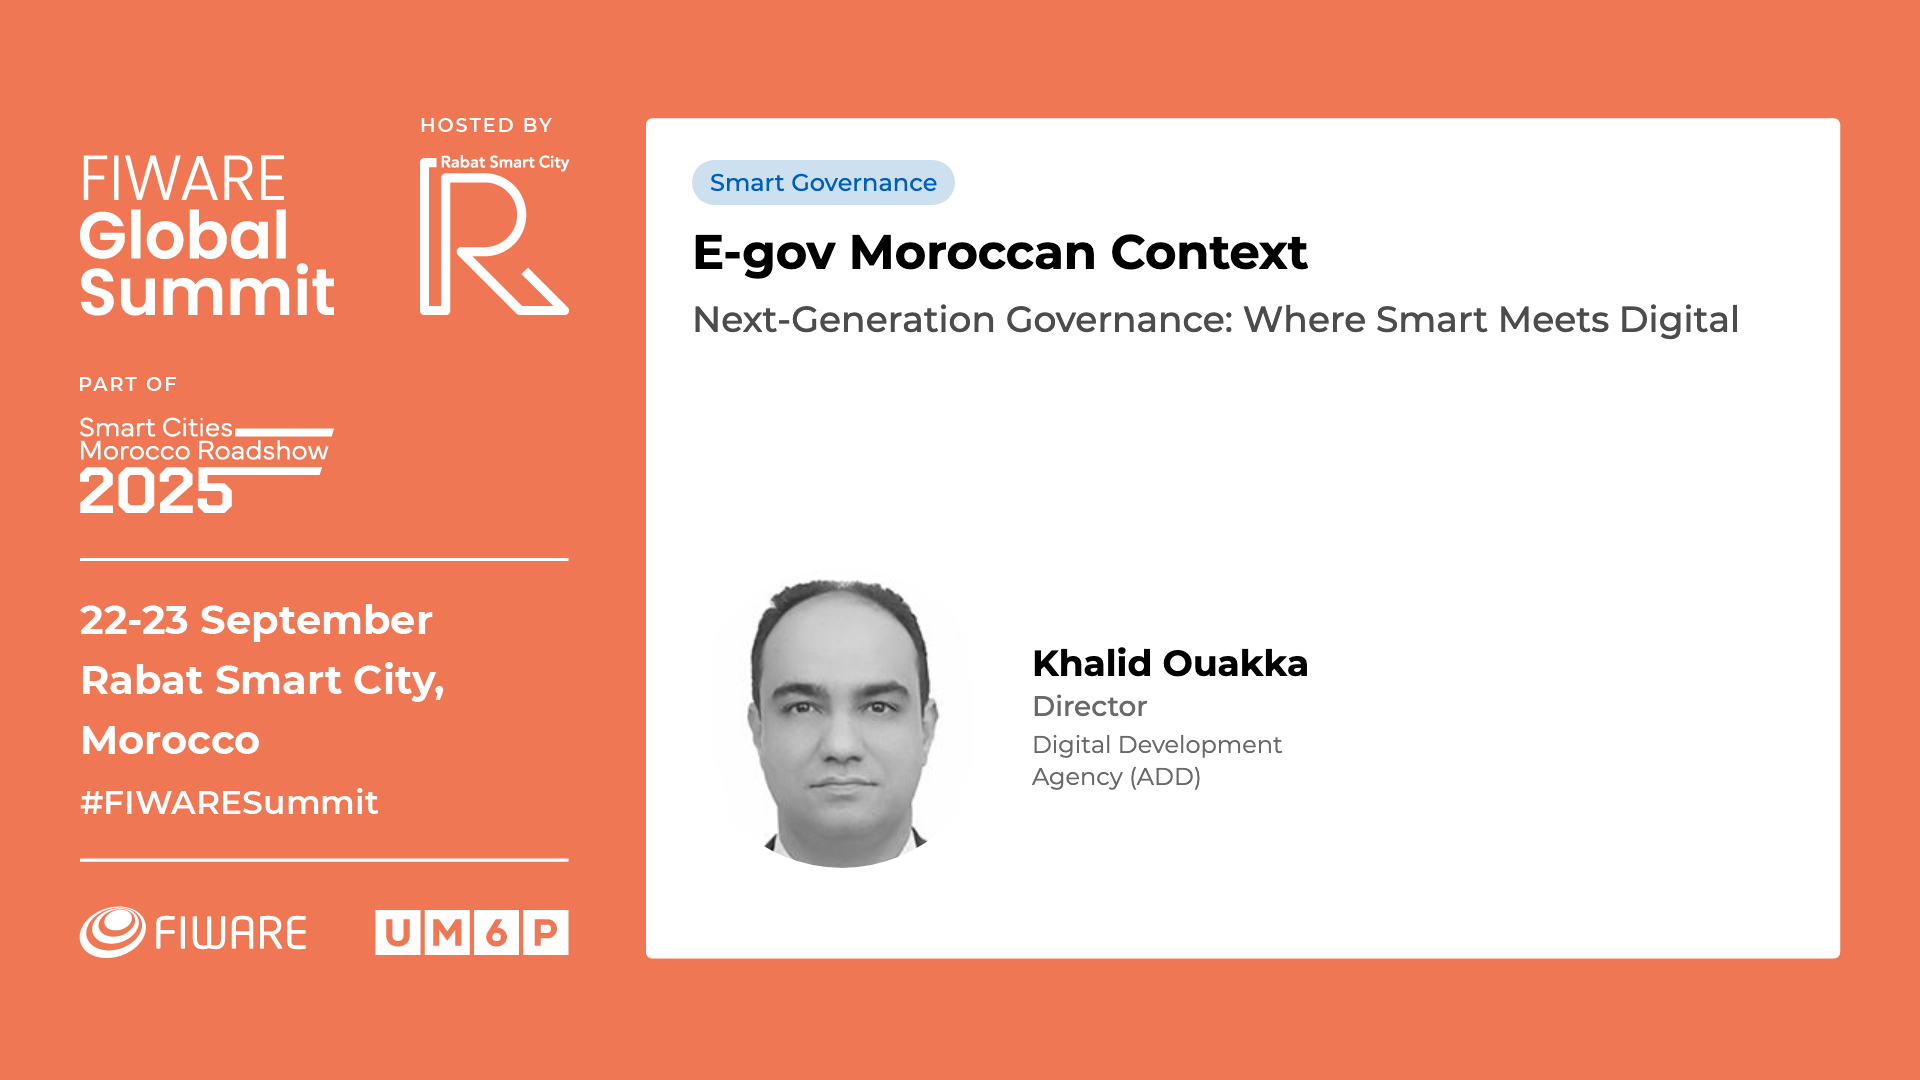 FIWARE
Global
Summit
HOSTED BY
Rabat Smart City
R
PART OF
Smart Cities
Morocco Roadshow
2025
22-23 September
Rabat Smart City,
Morocco
#FIWARESummit
FIWARE
UM6P
Smart Governance
E-gov Moroccan Context
Next-Generation Governance: Where Smart Meets Digital
Khalid Ouakka
Director
Digital Development
Agency (ADD)